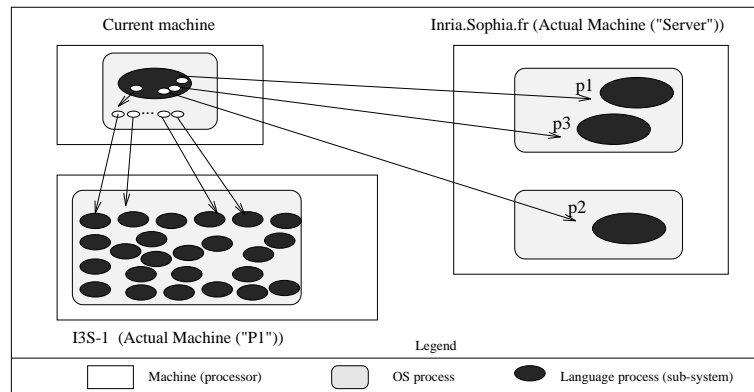 Current machine
Inria.Sophia.fr (Actual Machine ("Server"))
p1
p3
p2
...
I3S-1 (Actual Machine ("P1"))
Legend
Machine (processor)
OS process
Language process (sub-system)